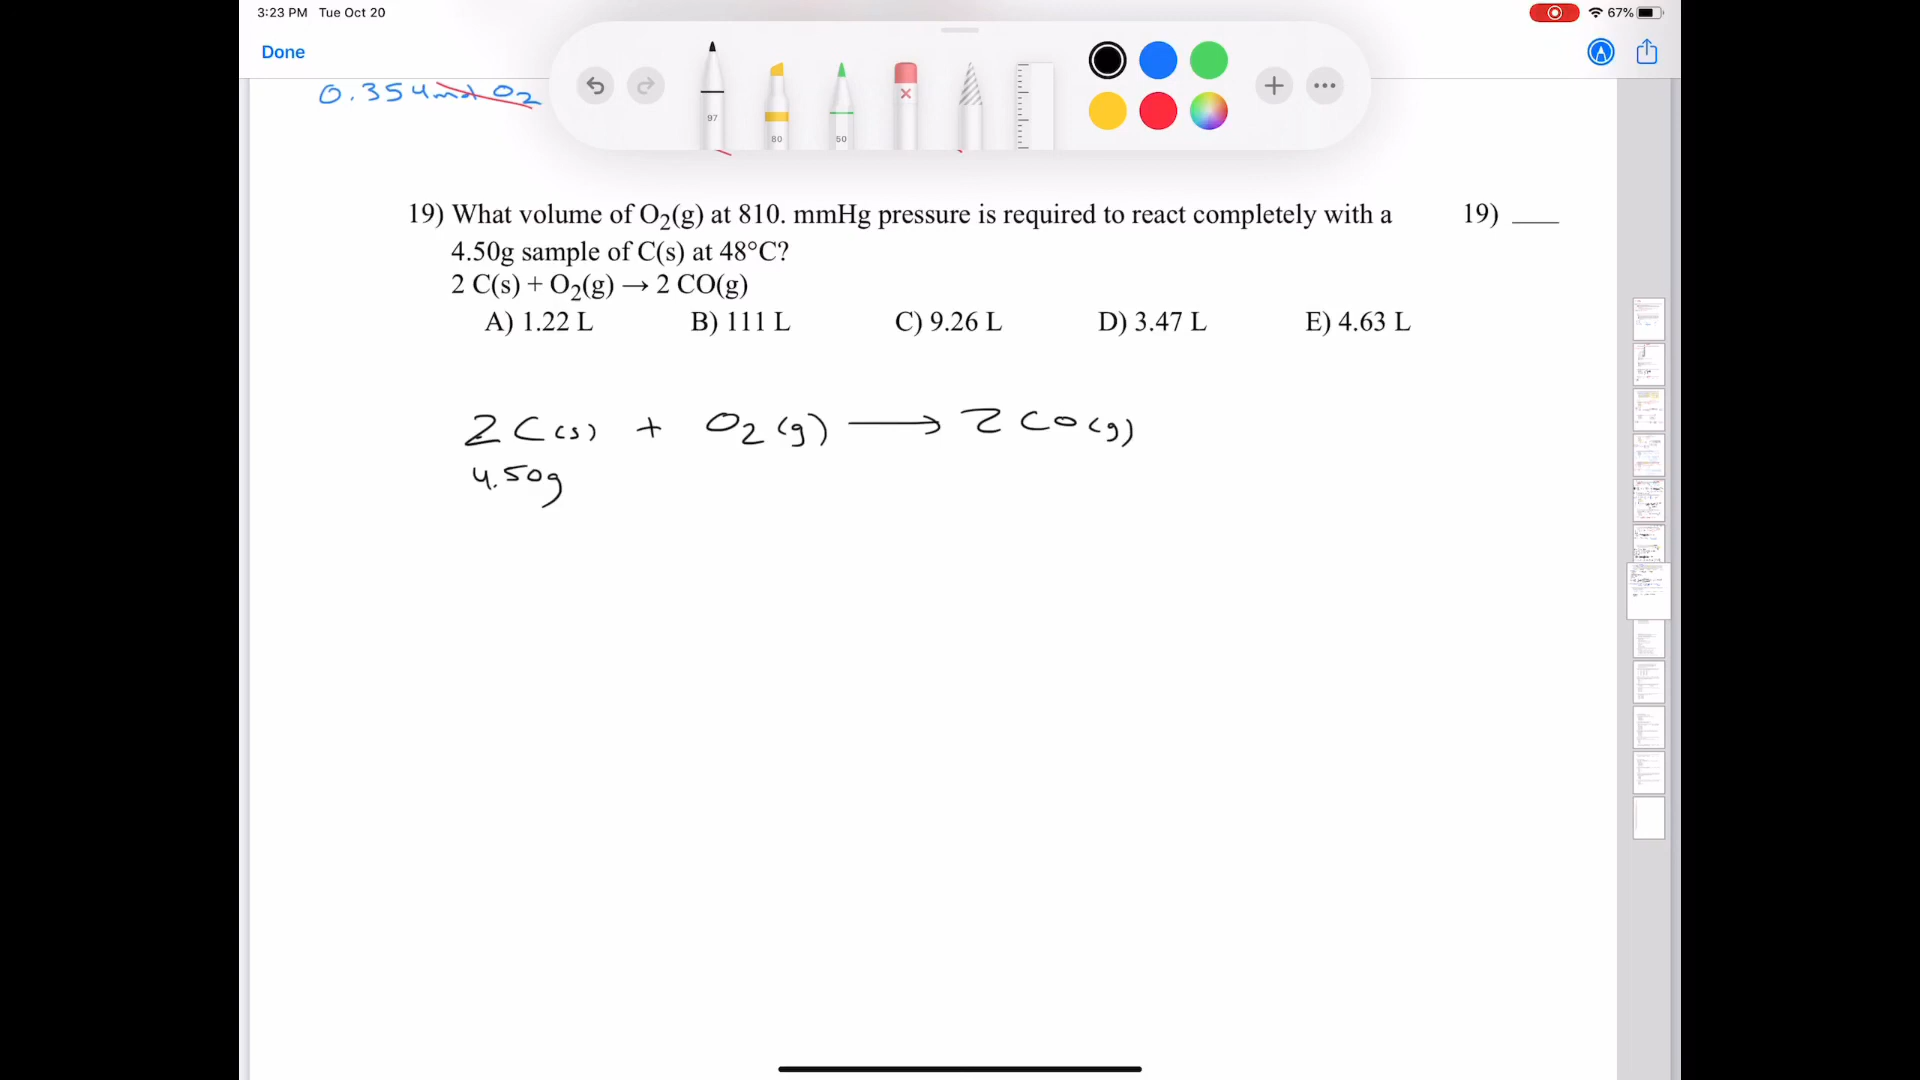 3:23 PM Tue Oct 20
67%
Done
97
80
50
0.354mol O2
19) What volume of O2(g) at 810. mmHg pressure is required to react completely with a
4.50g sample of C(s) at 48°C?
2 C(s) + O2(g) → 2 CO(g)
19) ____
A) 1.22 L B) 111 L C) 9.26 L D) 3.47 L E) 4.63 L
2 C(s) + O2(g) → 2 CO(g)
4.50g